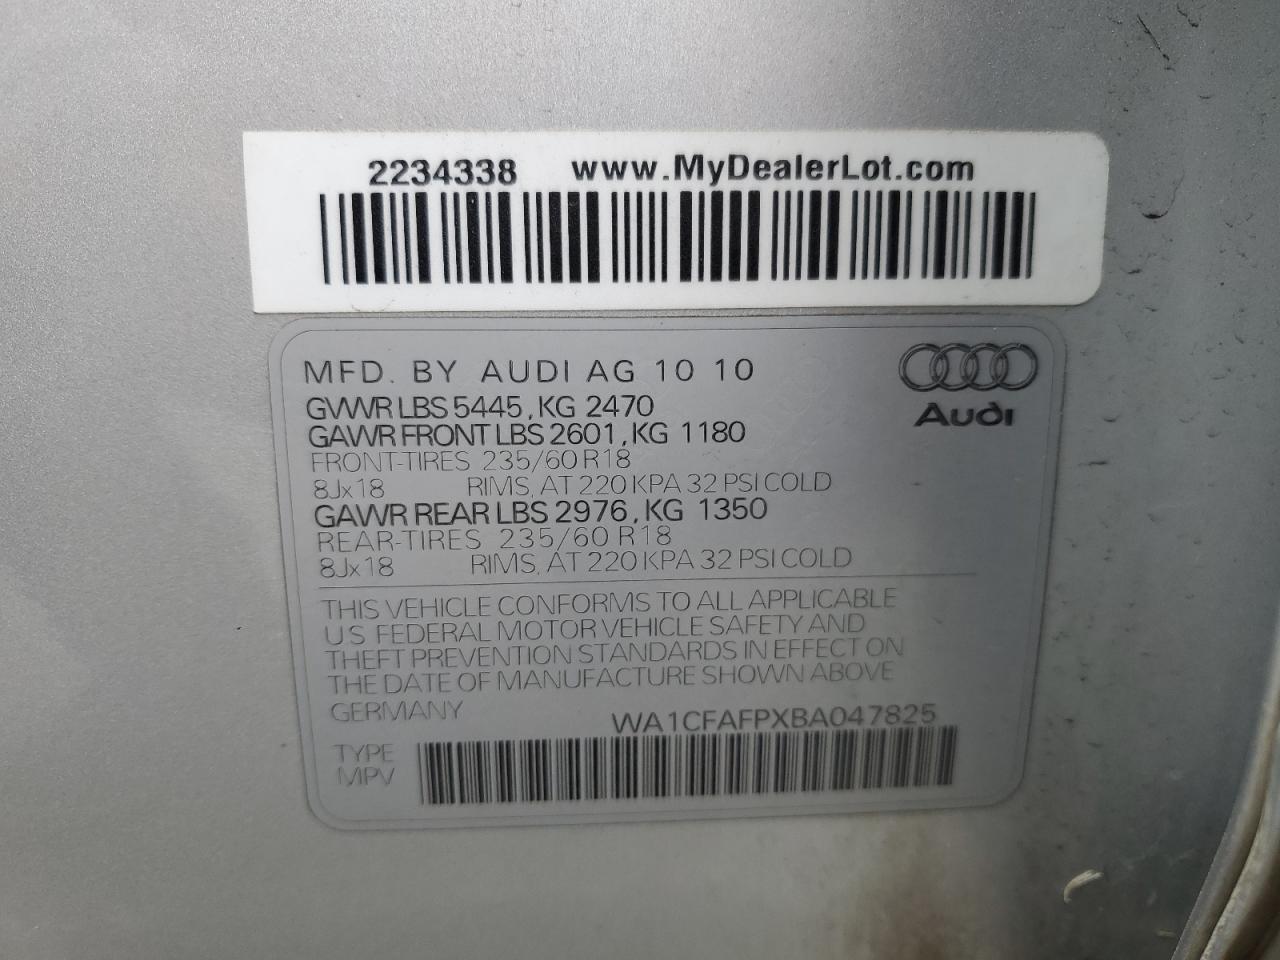 2234338 www.MyDealerLot.com
MFD. BY AUDI AG 10 10
Audi
GVWR LBS 5445, KG 2470
GAWR FRONT LBS 2601, KG 1180
FRONT-TIRES 235/60 R18
8Jx18 RIMS, AT 220 KPA 32 PSI COLD
GAWR REAR LBS 2976, KG 1350
REAR-TIRES 235/60 R18
8Jx18 RIMS, AT 220 KPA 32 PSI COLD
THIS VEHICLE CONFORMS TO ALL APPLICABLE
US FEDERAL MOTOR VEHICLE SAFETY AND
THEFT PREVENTION STANDARDS IN EFFECT ON
THE DATE OF MANUFACTURE SHOWN ABOVE
GERMANY WA1CFAFPXBA047825
TYPE
MPV